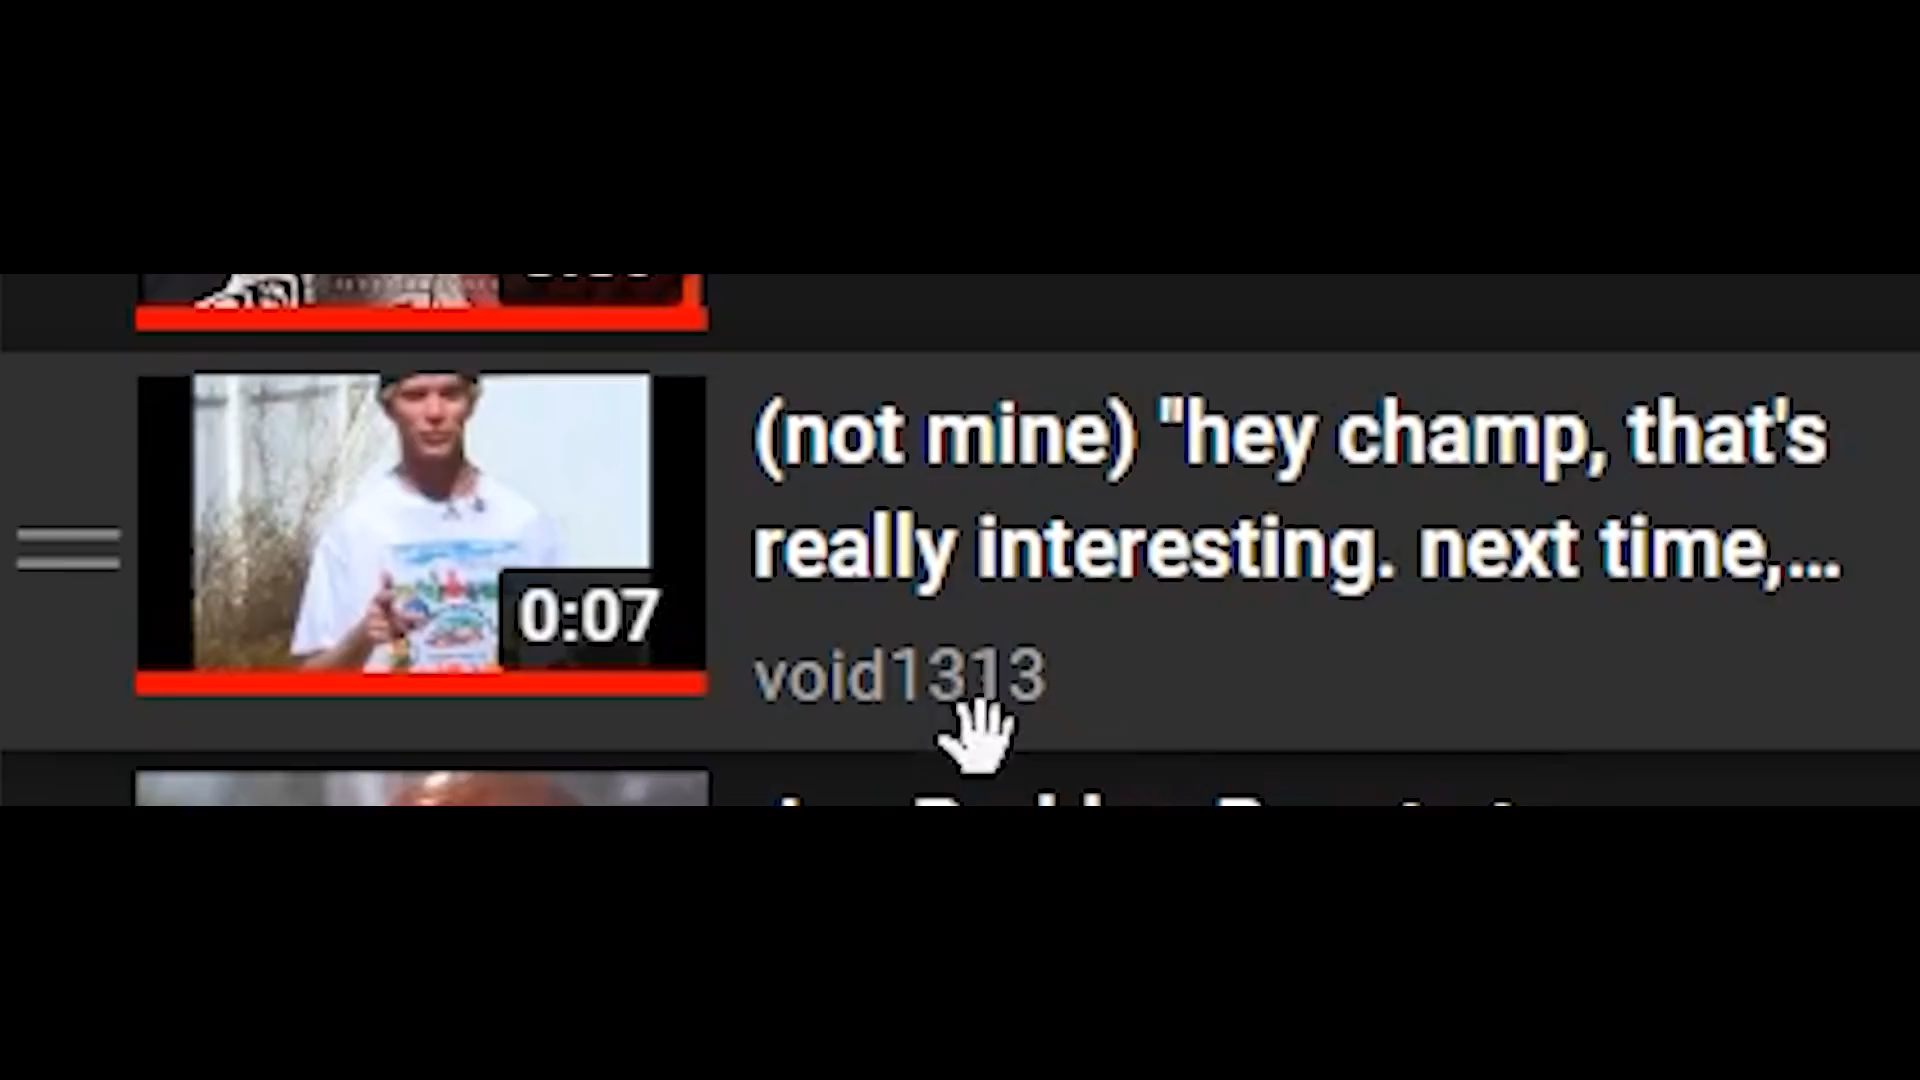 (not mine) "hey champ, that's
really interesting. next time,...
0:07
void1313